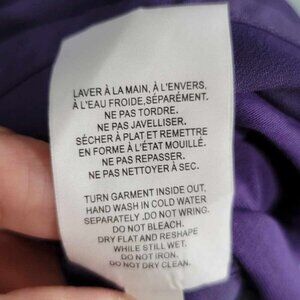 LAVER À LA MAIN, À L'ENVERS,
À L'EAU FROIDE,SÉPARÉMENT.
NE PAS TORDRE.
NE PAS JAVELLISER.
SÉCHER À PLAT ET REMETTRE
EN FORME À L'ÉTAT MOUILLÉ.
NE PAS REPASSER.
NE PAS NETTOYER À SEC.
TURN GARMENT INSIDE OUT,
HAND WASH IN COLD WATER
SEPARATELY .DO NOT WRING.
DO NOT BLEACH.
DRY FLAT AND RESHAPE
WHILE STILL WET.
DO NOT IRON.
DO NOT DRY CLEAN.